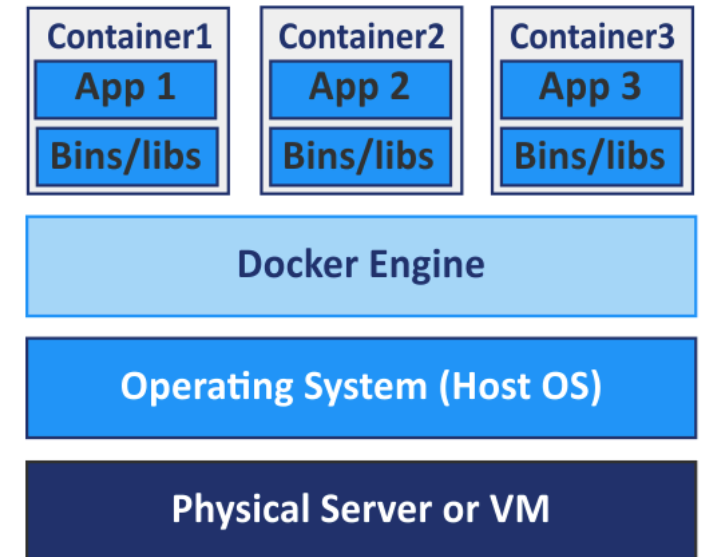 Container1 Container2 Container3
App 1 App 2 App 3
Bins/libs Bins/libs Bins/libs
Docker Engine
Operating System (Host OS)
Physical Server or VM